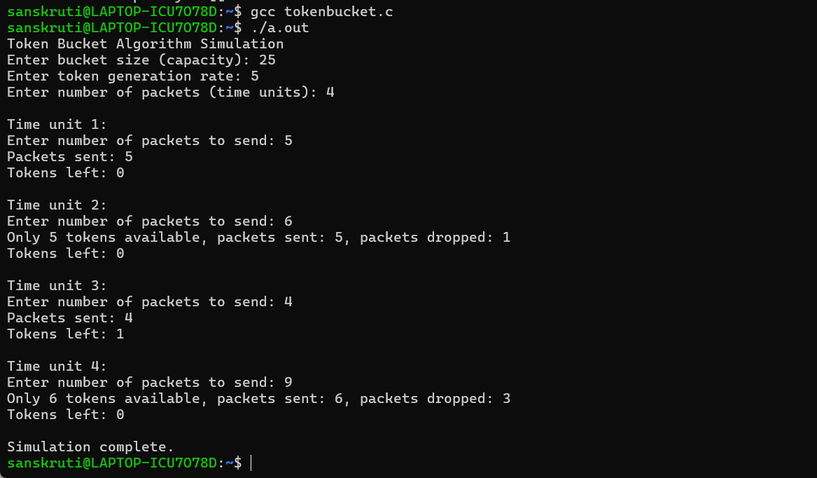 sanskruti@LAPTOP-ICU7O78D:~$ gcc tokenbucket.c
sanskruti@LAPTOP-ICU7O78D:~$ ./a.out
Token Bucket Algorithm Simulation
Enter bucket size (capacity): 25
Enter token generation rate: 5
Enter number of packets (time units): 4

Time unit 1:
Enter number of packets to send: 5
Packets sent: 5
Tokens left: 0

Time unit 2:
Enter number of packets to send: 6
Only 5 tokens available, packets sent: 5, packets dropped: 1
Tokens left: 0

Time unit 3:
Enter number of packets to send: 4
Packets sent: 4
Tokens left: 1

Time unit 4:
Enter number of packets to send: 9
Only 6 tokens available, packets sent: 6, packets dropped: 3
Tokens left: 0

Simulation complete.
sanskruti@LAPTOP-ICU7O78D:~$